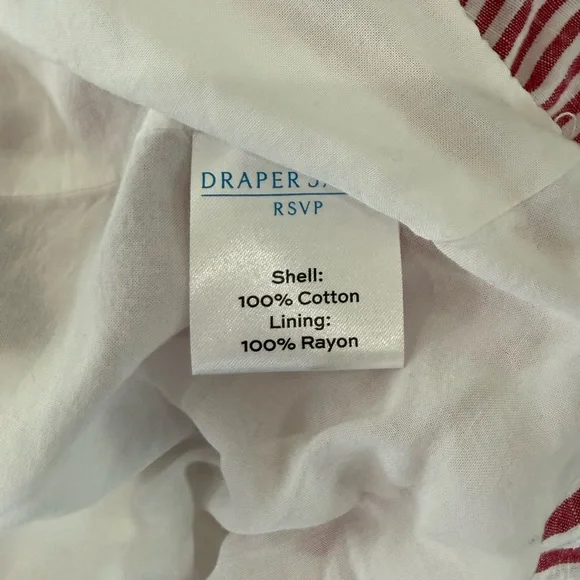 DRAPER
RSVP
Shell:
100% Cotton
Lining:
100% Rayon